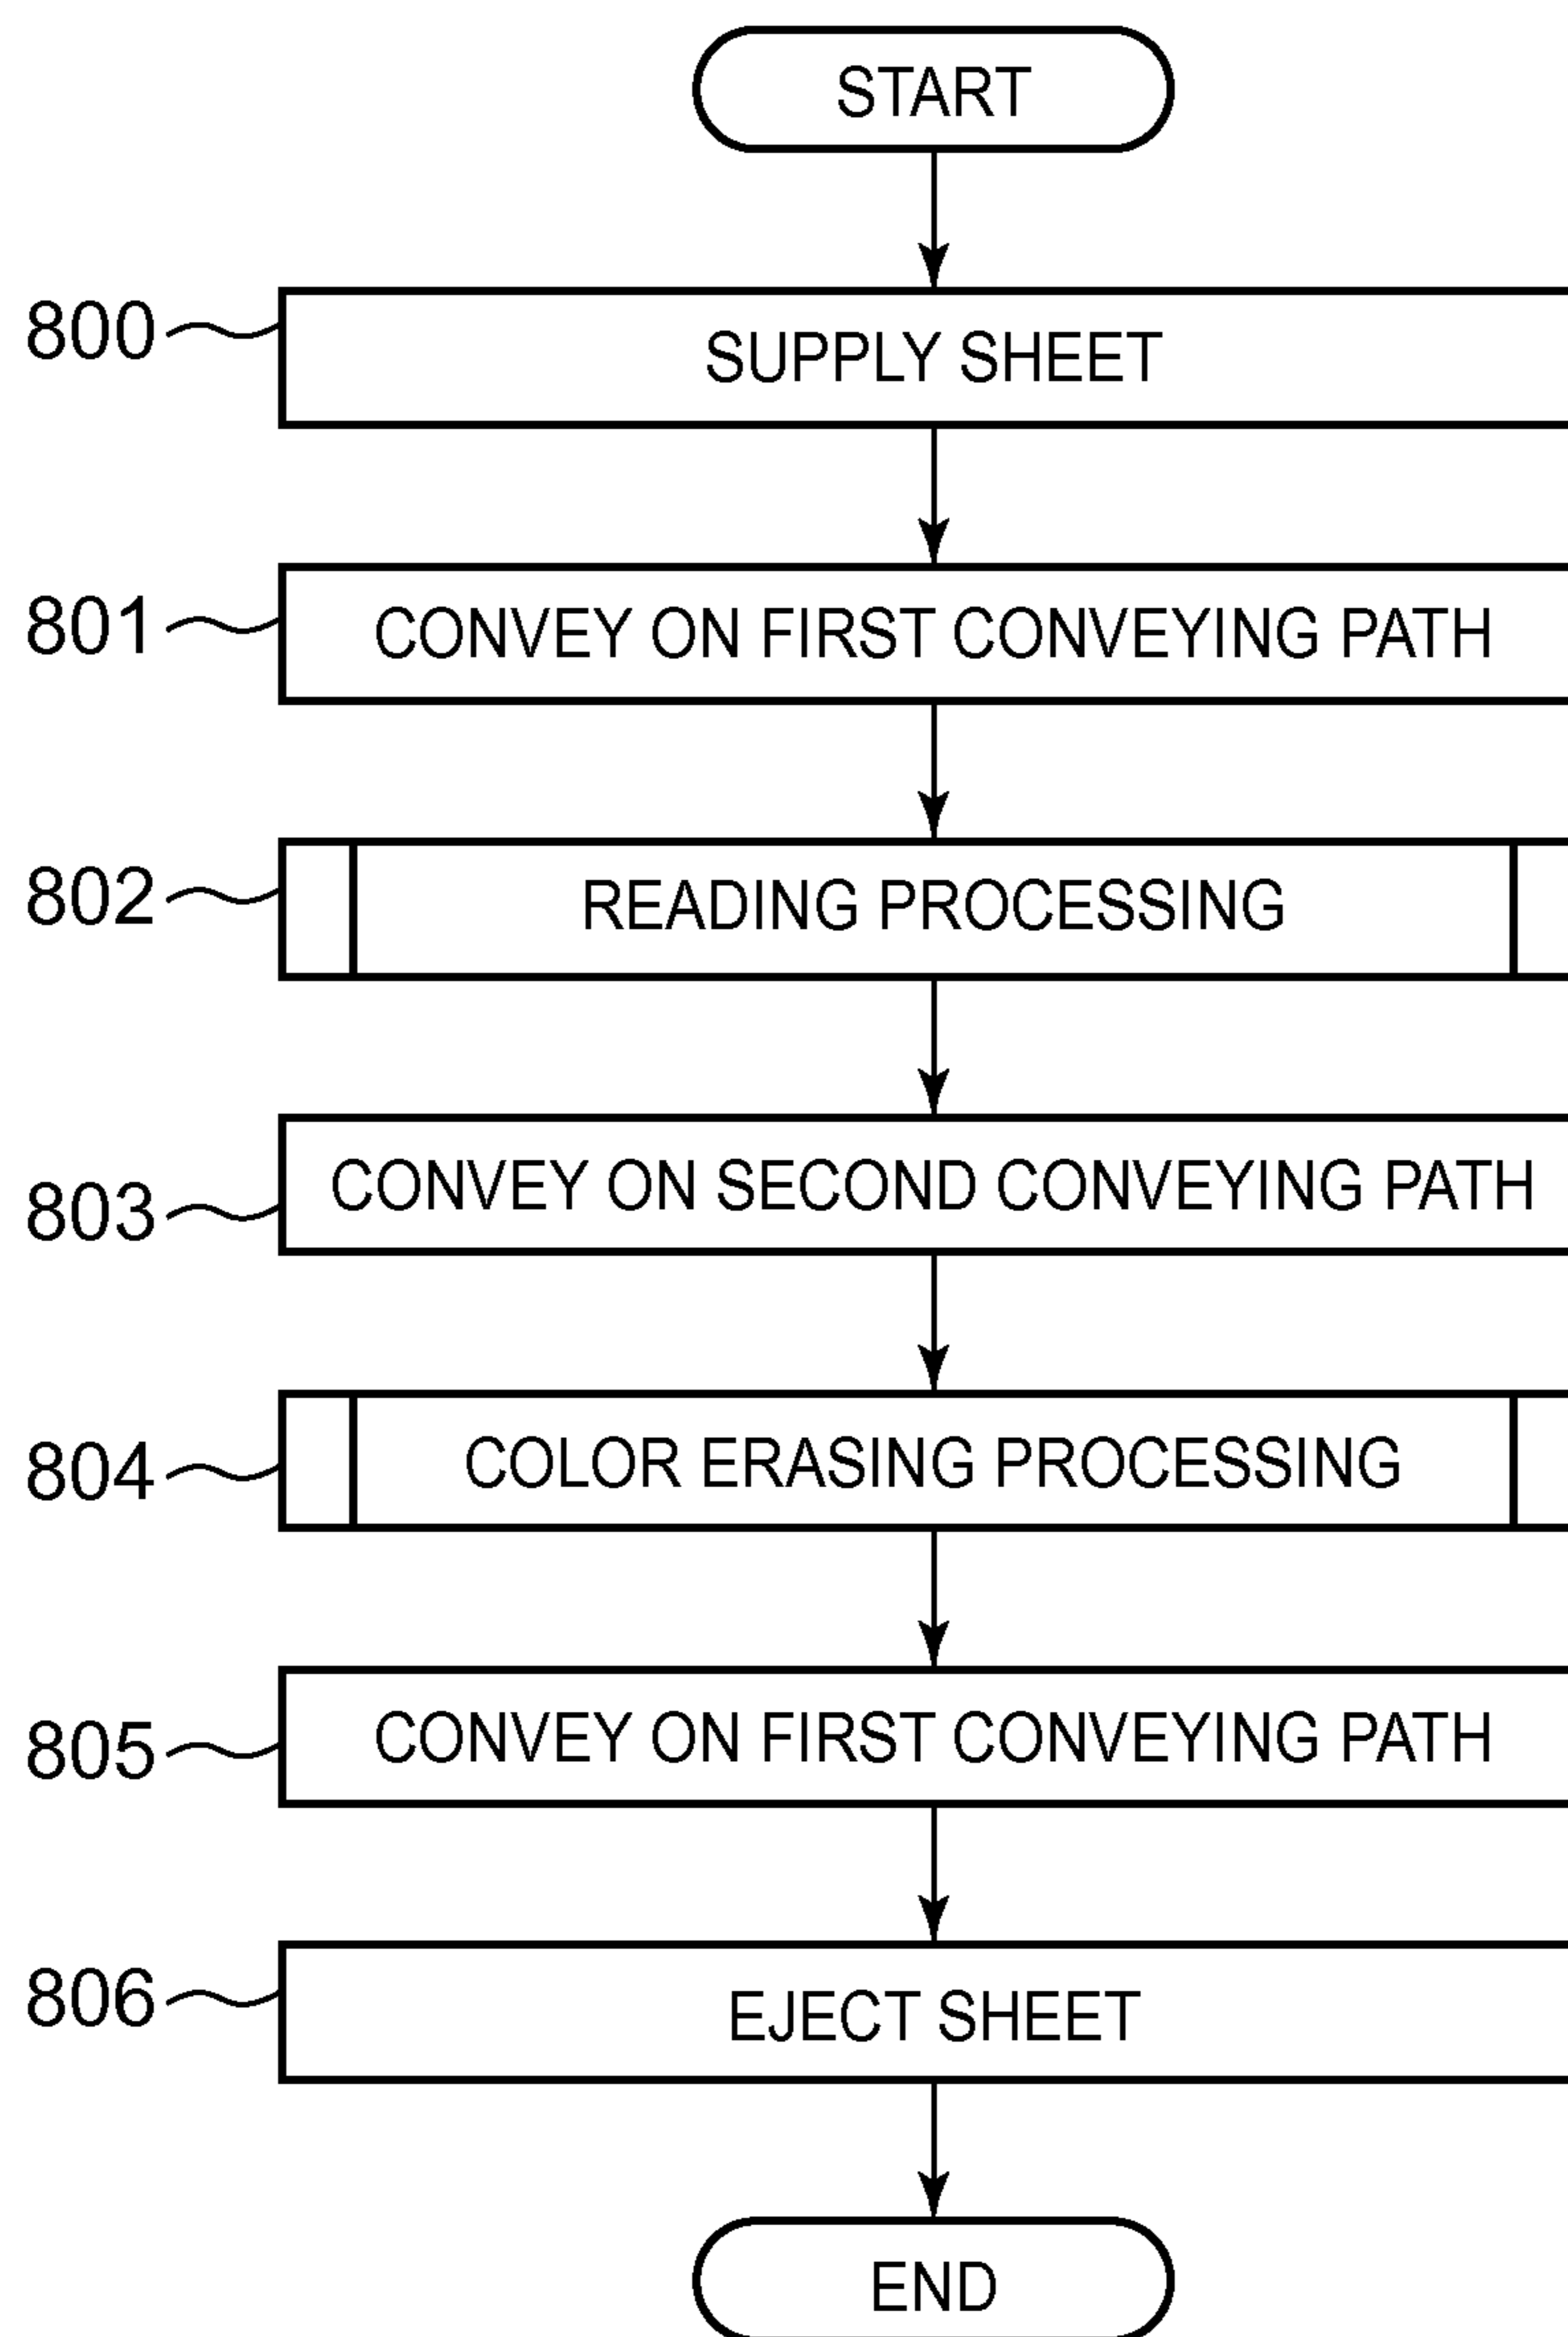 START
800 SUPPLY SHEET
801 CONVEY ON FIRST CONVEYING PATH
802 READING PROCESSING
803 CONVEY ON SECOND CONVEYING PATH
804 COLOR ERASING PROCESSING
805 CONVEY ON FIRST CONVEYING PATH
806 EJECT SHEET
END